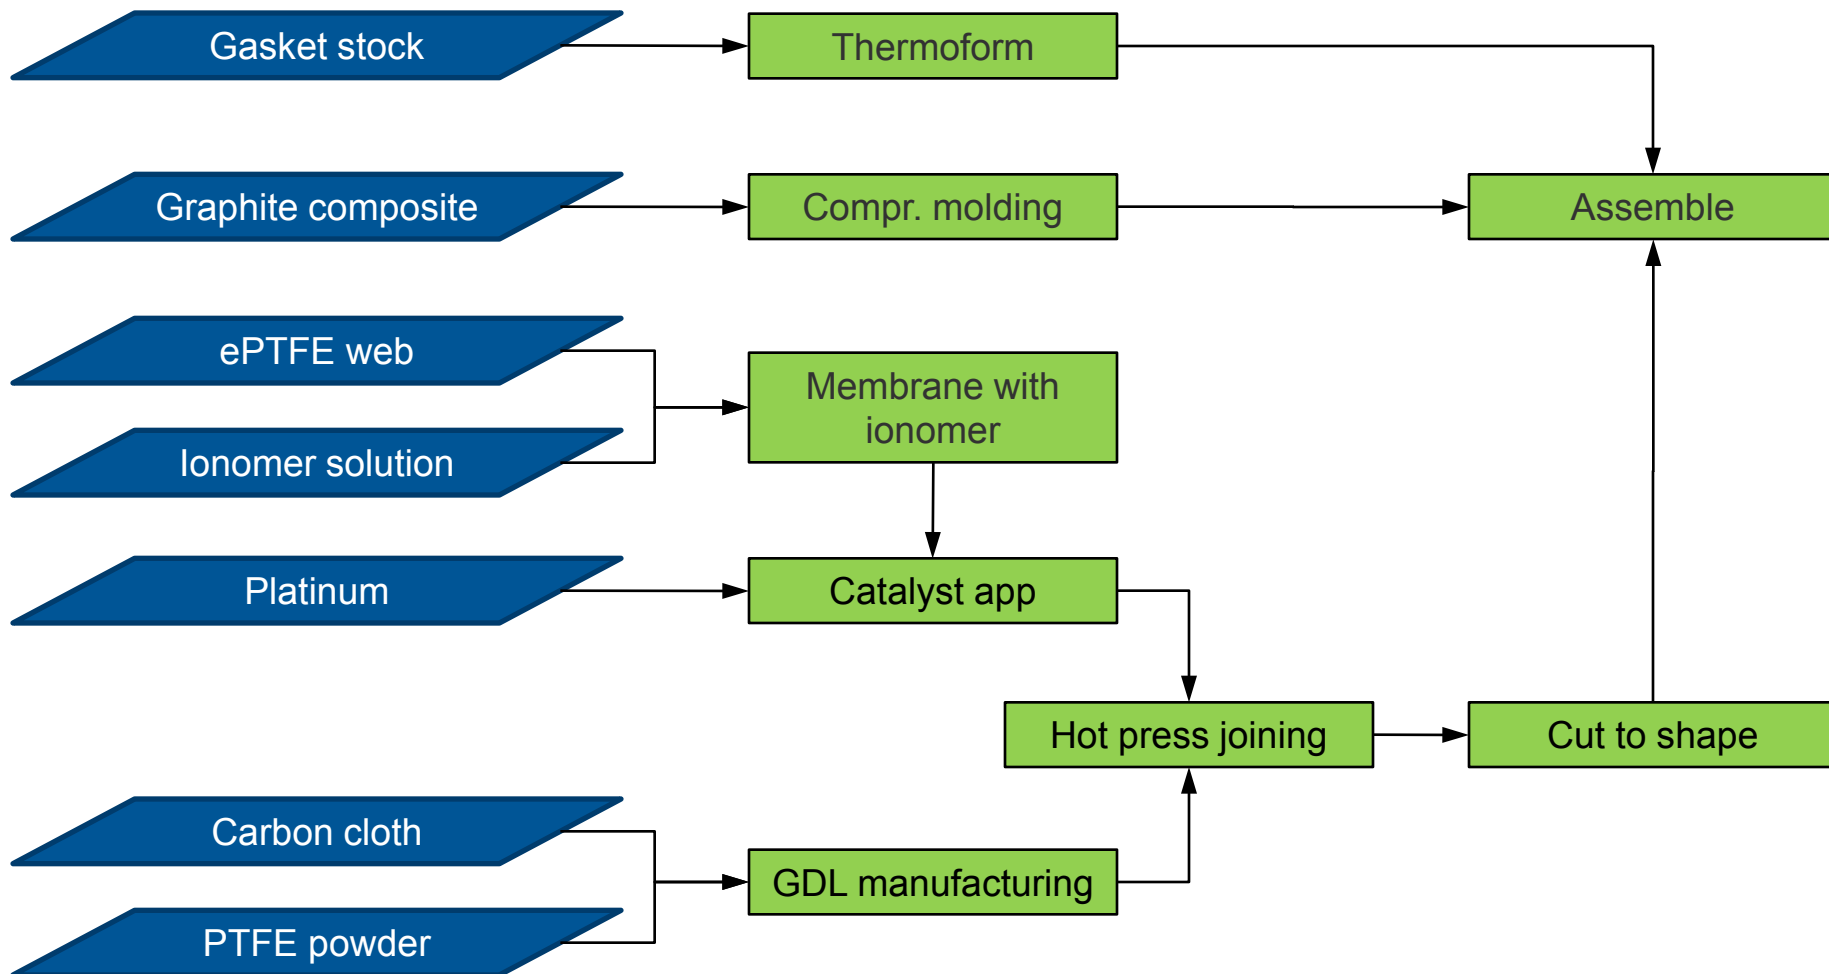 Gasket stock
Thermoform
Graphite composite
Compr. molding
Assemble
ePTFE web
Membrane with
ionomer
Ionomer solution
Platinum
Catalyst app
Hot press joining
Cut to shape
Carbon cloth
GDL manufacturing
PTFE powder